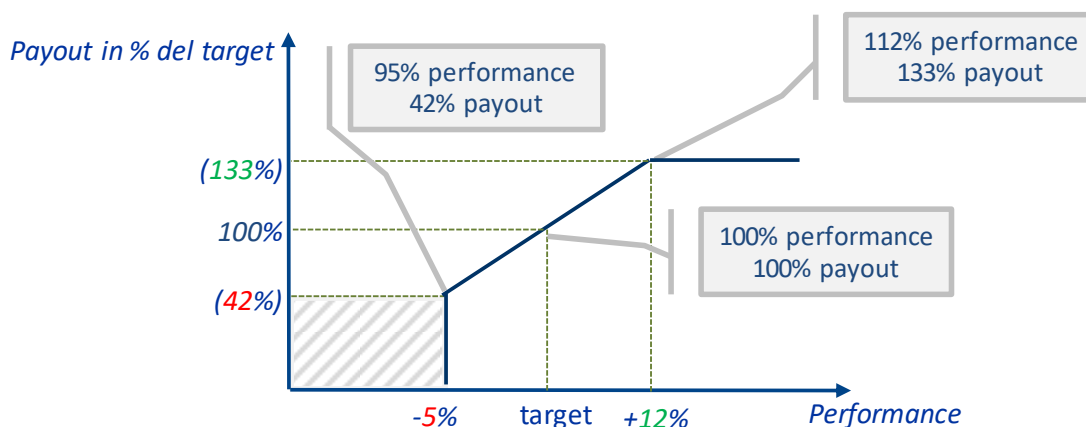 Payout in % del target
95% performance
42% payout
112% performance
133% payout
(133%)
100%
100% performance
100% payout
(42%)
-5%
target
+12%
Performance